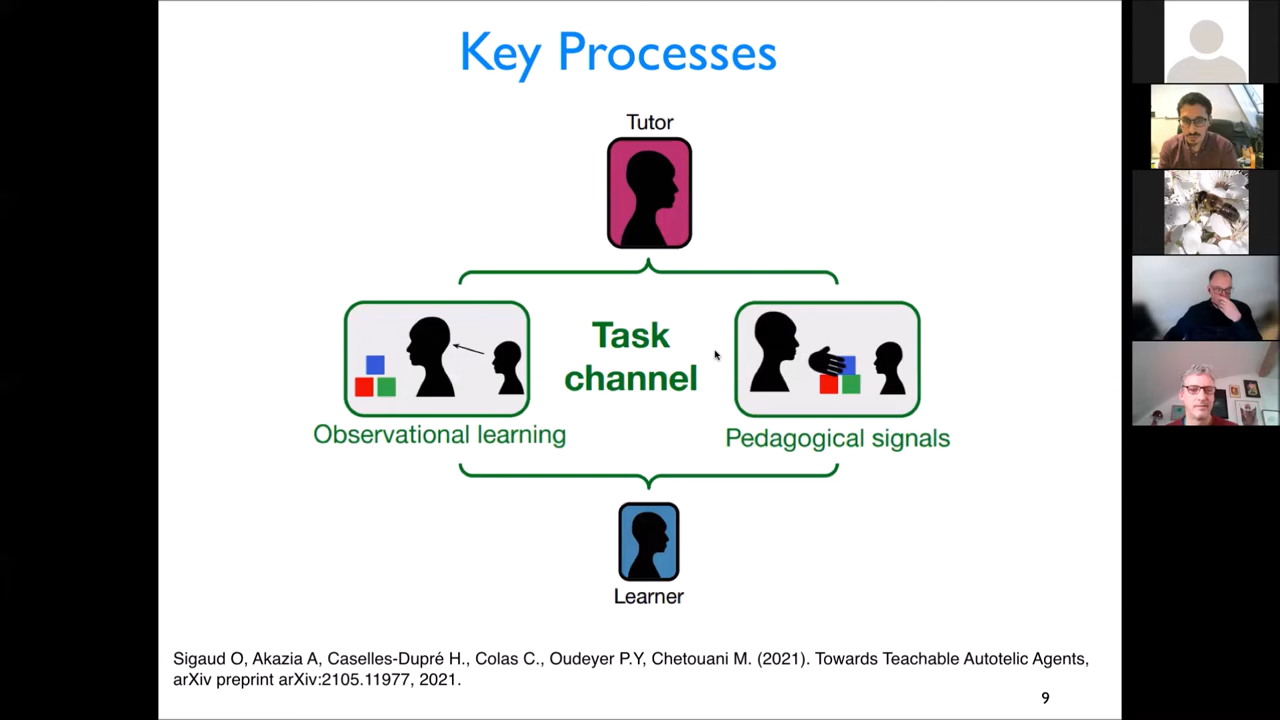 Key Processes
Tutor
Task
channel
Observational learning
Pedagogical signals
Learner
Sigaud O, Akazia A, Caselles-Dupré H., Colas C., Oudeyer P.Y, Chetouani M. (2021). Towards Teachable Autotelic Agents,
arXiv preprint arXiv:2105.11977, 2021.
9